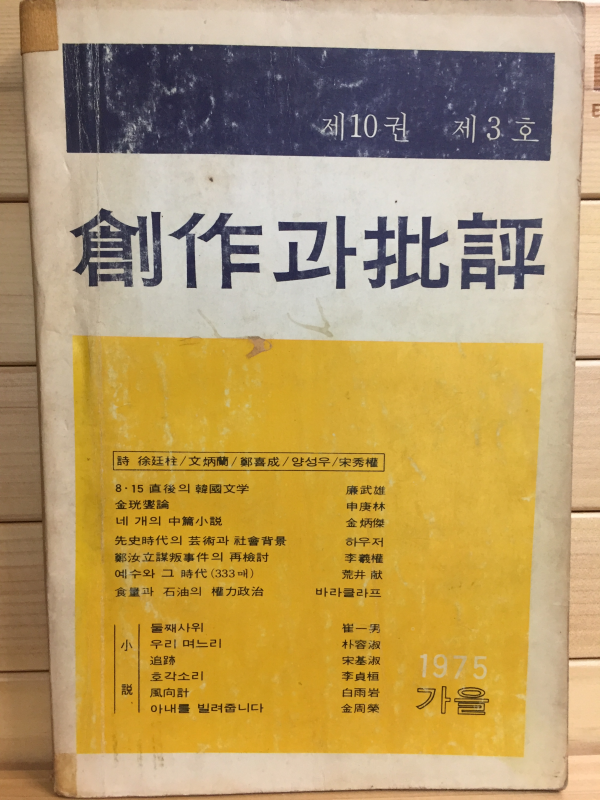 제10권 제3호
創作과批評
詩 徐廷柱/文炳蘭/鄭喜成/양성우/宋秀權
8·15 直後의 韓國文学 廉武雄
金珖燮論 申庚林
네 개의 中篇小説 金炳傑
先史時代의 芸術과 社會背景 하우저
鄭汝立謀叛事件의 再檢討 李羲權
예수와 그 時代(333매) 荒井 献
食量과 石油의 權力政治 바라클라프
小説
둘째사위 崔一男
우리 며느리 朴容淑
追跡 宋基淑
호각소리 李貞桓
風向計 白雨岩
아내를 빌려줍니다 金周榮
1975
가을